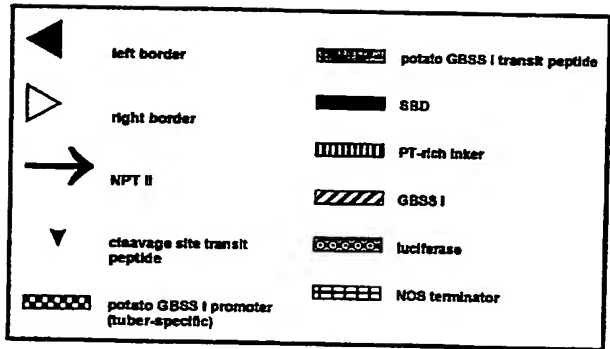 left border
right border
NPT II
cleavage site transit
peptide
potato GBSS I promoter
(tuber-specific)
potato GBSS I transit peptide
SBD
PT-rich linker
GBSS I
luciferase
NOS terminator